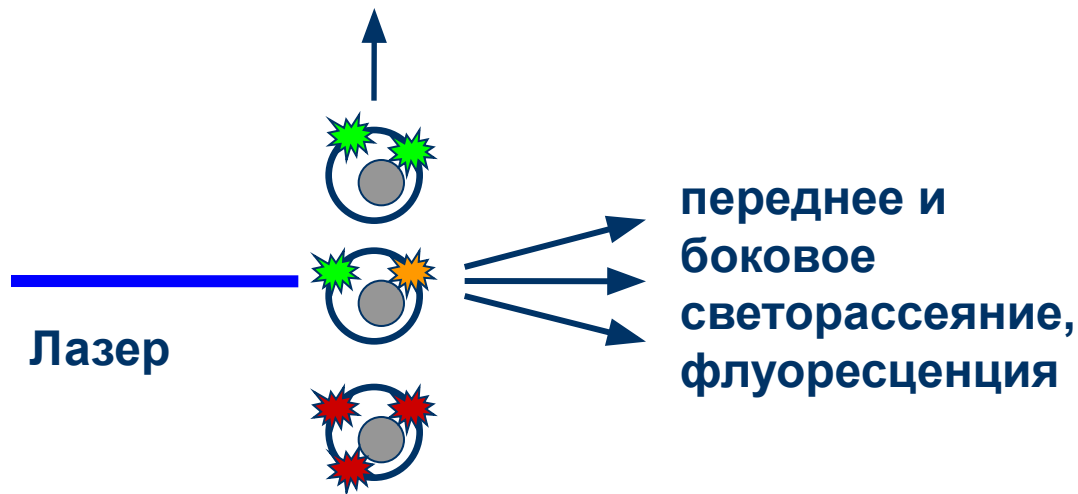 Лазер
переднее и
боковое
светорассеяние,
флуоресценция